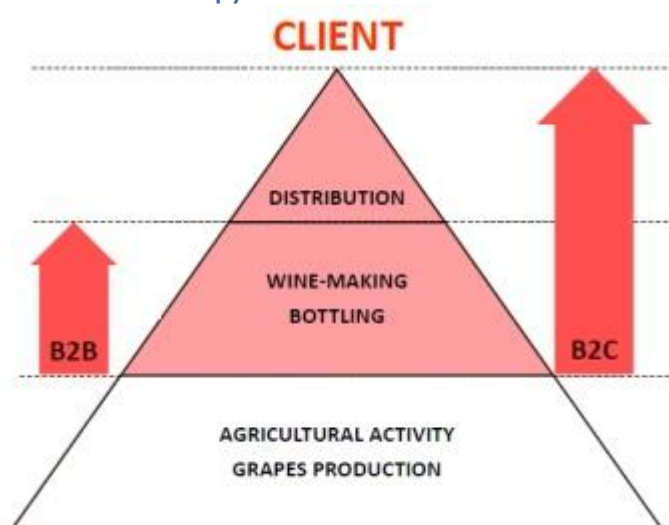 CLIENT
DISTRIBUTION
WINE-MAKING
BOTTLING
B2B
B2C
AGRICULTURAL ACTIVITY
GRAPES PRODUCTION